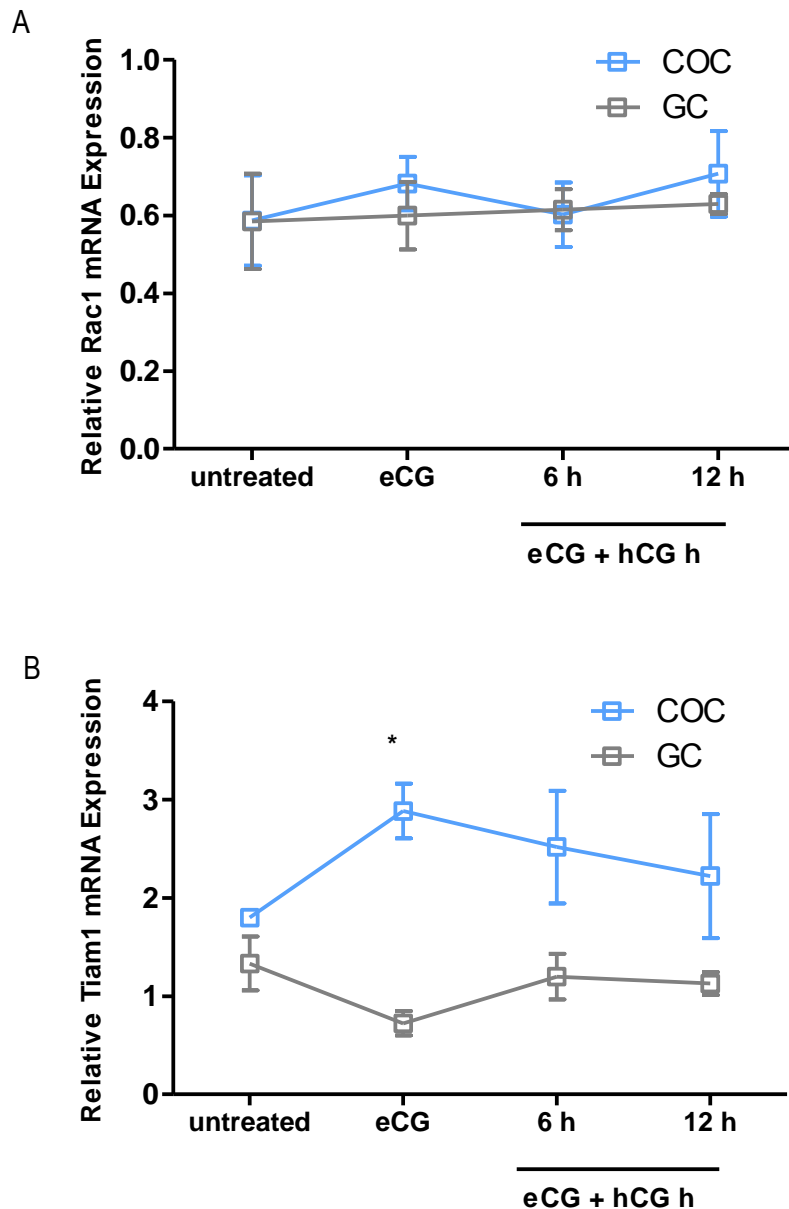 A
Relative Rac1 mRNA Expression
1.0
0.8
0.6
0.4
0.2
0.0
COC
GC
untreated eCG 6 h 12 h
eCG + hCG h
B
Relative Tiam1 mRNA Expression
4
3
2
1
0
COC
GC
*
untreated eCG 6 h 12 h
eCG + hCG h